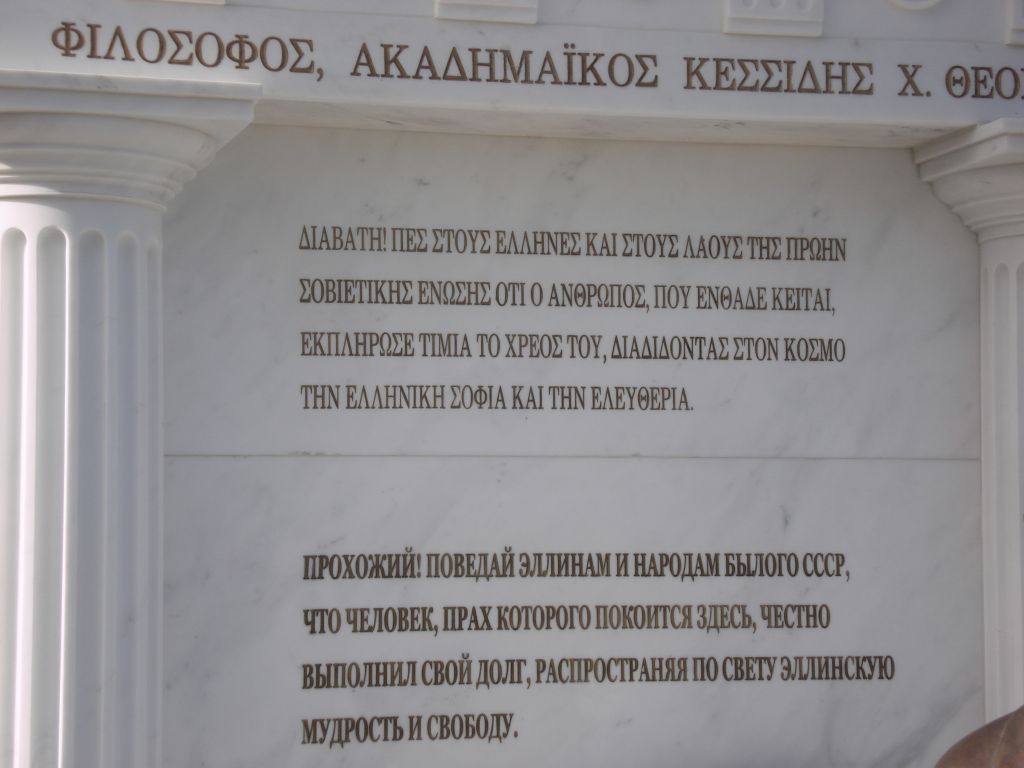 ΦΙΛΟΣΟΦΟΣ, ΑΚΑΔΗΜΑΪΚΟΣ ΚΕΣΣΙΔΗΣ Χ. ΘΕΟ
ΔΙΑΒΑΤΗ! ΠΕΣ ΣΤΟΥΣ ΕΛΛΗΝΕΣ ΚΑΙ ΣΤΟΥΣ ΛΑΟΥΣ ΤΗΣ ΠΡΩΗΝ
ΣΟΒΙΕΤΙΚΗΣ ΕΝΩΣΗΣ ΟΤΙ Ο ΑΝΘΡΩΠΟΣ, ΠΟΥ ΕΝΘΑΔΕ ΚΕΙΤΑΙ,
ΕΚΠΛΗΡΩΣΕ ΤΙΜΙΑ ΤΟ ΧΡΕΟΣ ΤΟΥ, ΔΙΑΔΙΔΟΝΤΑΣ ΣΤΟΝ ΚΟΣΜΟ
ΤΗΝ ΕΛΛΗΝΙΚΗ ΣΟΦΙΑ ΚΑΙ ΤΗΝ ΕΛΕΥΘΕΡΙΑ.
ПРОХОЖИЙ! ПОВЕДАЙ ЭЛЛИНАМ И НАРОДАМ БЫЛОГО СССР,
ЧТО ЧЕЛОВЕК, ПРАХ КОТОРОГО ПОКОИТСЯ ЗДЕСЬ, ЧЕСТНО
ВЫПОЛНИЛ СВОЙ ДОЛГ, РАСПРОСТРАНЯЯ ПО СВЕТУ ЭЛЛИНСКУЮ
МУДРОСТЬ И СВОБОДУ.